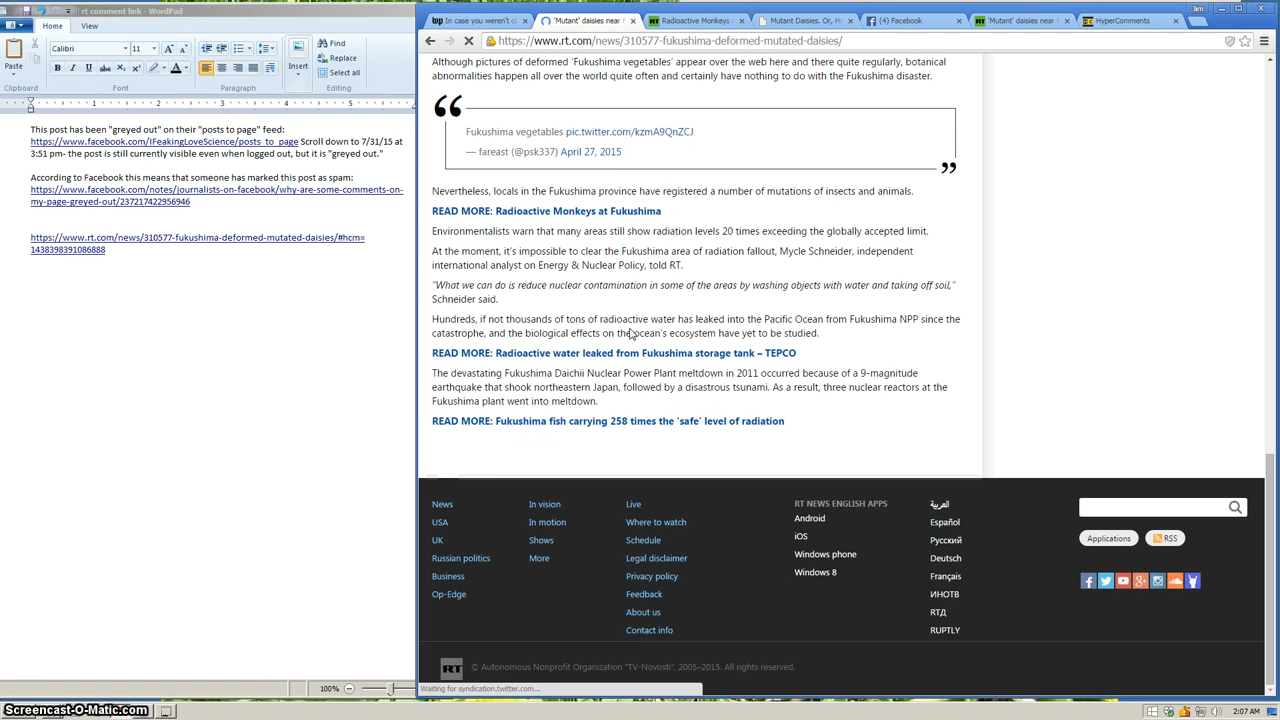 rt comment link - WordPad
Home
View
Paste
Clipboard
Calibri
11
Font
Paragraph
Insert
Find
Replace
Select all
Editing
1 2 3 4 5
This post has been "greyed out" on their "posts to page" feed:
https://www.facebook.com/IFeakingLoveScience/posts_to_page Scroll down to 7/31/15 at
3:51 pm- the post is still currently visible even when logged out, but it is "greyed out."
According to Facebook this means that someone has marked this post as spam:
https://www.facebook.com/notes/journalists-on-facebook/why-are-some-comments-on-
my-page-greyed-out/237217422956946
https://www.rt.com/news/310577-fukushima-deformed-mutated-daisies/#hcm=
1438398391086888
100%
In case you weren't cl
'Mutant' daisies near F
Radioactive Monkeys a
Mutant Daisies. Or, H
(4) Facebook
'Mutant' daisies near F
HyperComments
https://www.rt.com/news/310577-fukushima-deformed-mutated-daisies/
Although pictures of deformed 'Fukushima vegetables' appear over the web here and there quite regularly, botanical
abnormalities happen all over the world quite often and certainly have nothing to do with the Fukushima disaster.
Fukushima vegetables pic.twitter.com/kzmA9QnZCJ
— fareast (@psk337) April 27, 2015
Nevertheless, locals in the Fukushima province have registered a number of mutations of insects and animals.
READ MORE: Radioactive Monkeys at Fukushima
Environmentalists warn that many areas still show radiation levels 20 times exceeding the globally accepted limit.
At the moment, it's impossible to clear the Fukushima area of radiation fallout, Mycle Schneider, independent
international analyst on Energy & Nuclear Policy, told RT.
"What we can do is reduce nuclear contamination in some of the areas by washing objects with water and taking off soil,"
Schneider said.
Hundreds, if not thousands of tons of radioactive water has leaked into the Pacific Ocean from Fukushima NPP since the
catastrophe, and the biological effects on the ocean's ecosystem have yet to be studied.
READ MORE: Radioactive water leaked from Fukushima storage tank – TEPCO
The devastating Fukushima Daichii Nuclear Power Plant meltdown in 2011 occurred because of a 9-magnitude
earthquake that shook northeastern Japan, followed by a disastrous tsunami. As a result, three nuclear reactors at the
Fukushima plant went into meltdown.
READ MORE: Fukushima fish carrying 258 times the 'safe' level of radiation
News
USA
UK
Russian politics
Business
Op-Edge
In vision
In motion
Shows
More
Live
Where to watch
Schedule
Legal disclaimer
Privacy policy
Feedback
About us
Contact info
RT NEWS ENGLISH APPS
Android
iOS
Windows phone
Windows 8
العربية
Español
Русский
Deutsch
Français
ИНОТВ
RTД
RUPTLY
Applications
RSS
RT © Autonomous Nonprofit Organization "TV-Novosti", 2005–2015. All rights reserved.
Waiting for syndication.twitter.com...
Screencast-O-Matic.com
2:07 AM